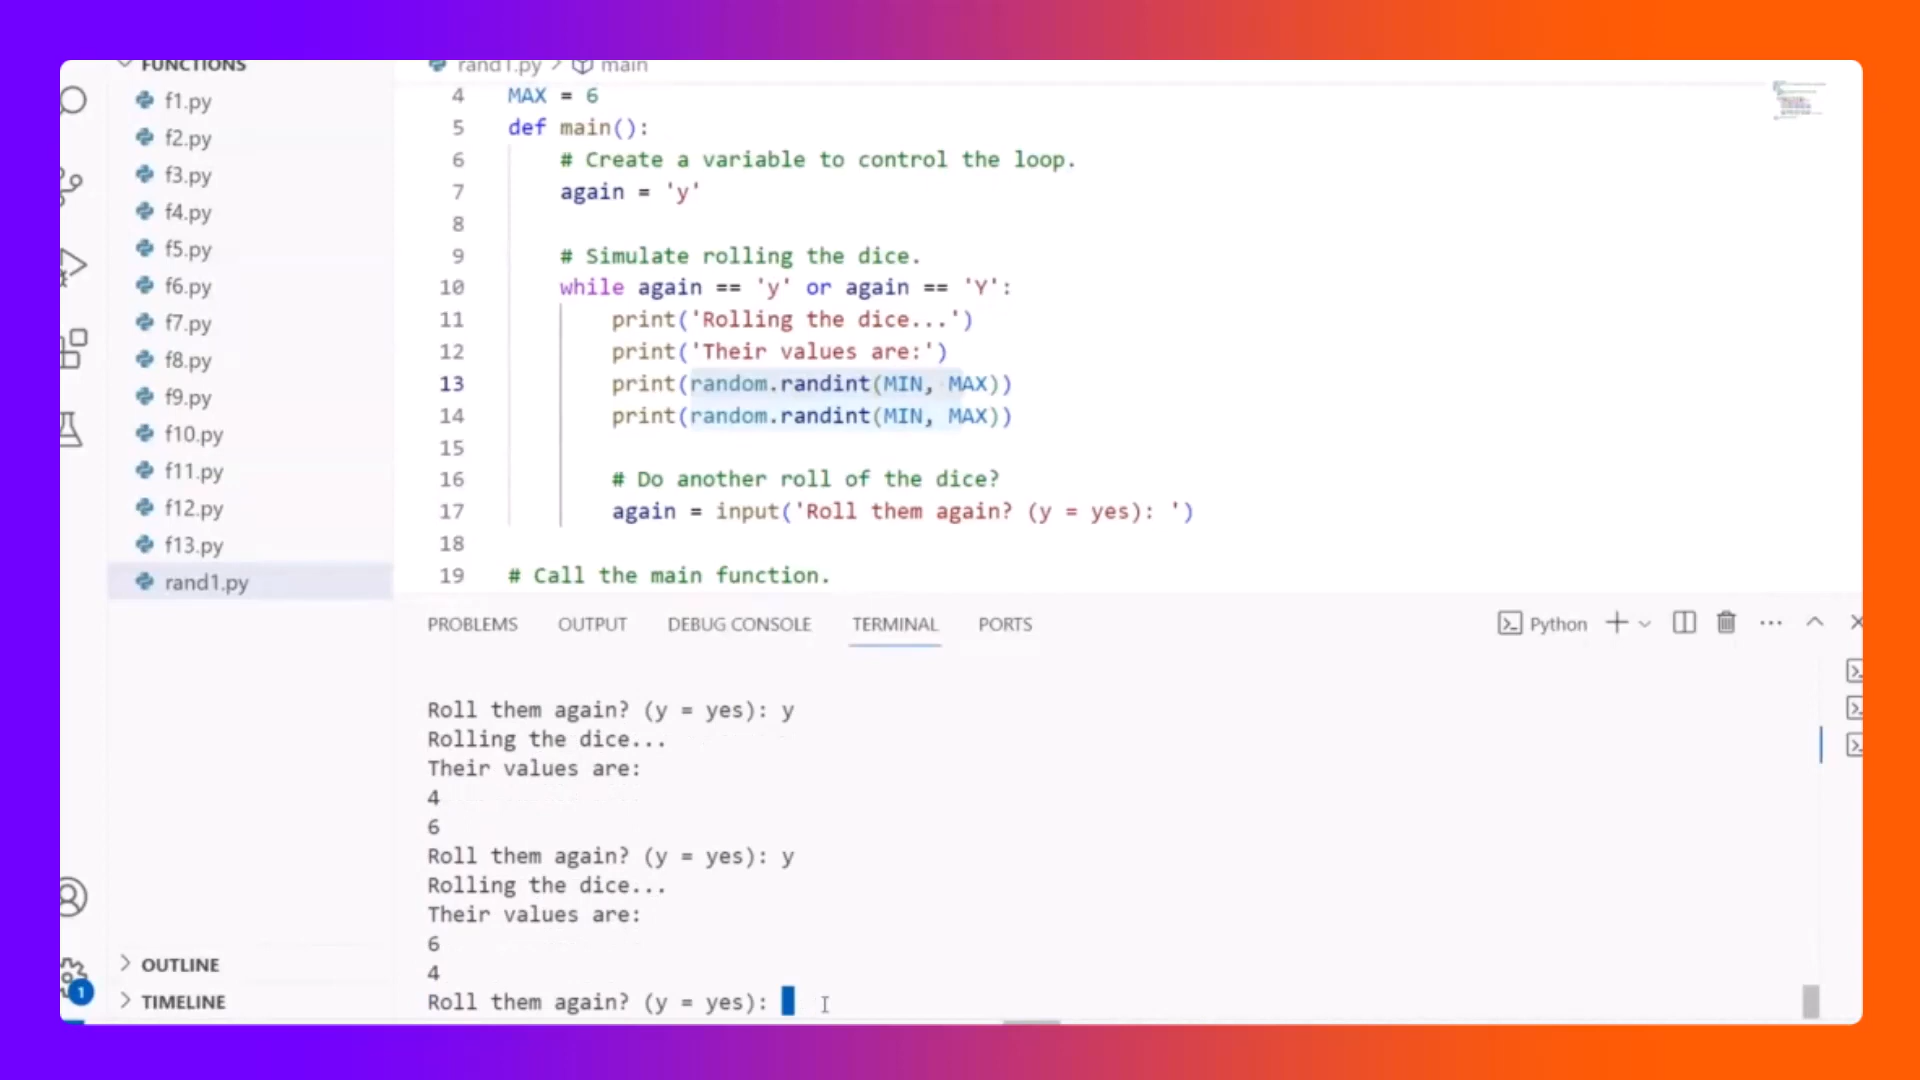 FUNCTIONS
f1.py
f2.py
f3.py
f4.py
f5.py
f6.py
f7.py
f8.py
f9.py
f10.py
f11.py
f12.py
f13.py
rand1.py
OUTLINE
TIMELINE
1
rand1.py > main
4 MAX = 6
5 def main():
6 # Create a variable to control the loop.
7 again = 'y'
8
9 # Simulate rolling the dice.
10 while again == 'y' or again == 'Y':
11 print('Rolling the dice...')
12 print('Their values are:')
13 print(random.randint(MIN, MAX))
14 print(random.randint(MIN, MAX))
15
16 # Do another roll of the dice?
17 again = input('Roll them again? (y = yes): ')
18
19 # Call the main function.
PROBLEMS OUTPUT DEBUG CONSOLE TERMINAL PORTS Python
Roll them again? (y = yes): y
Rolling the dice...
Their values are:
4
6
Roll them again? (y = yes): y
Rolling the dice...
Their values are:
6
4
Roll them again? (y = yes):